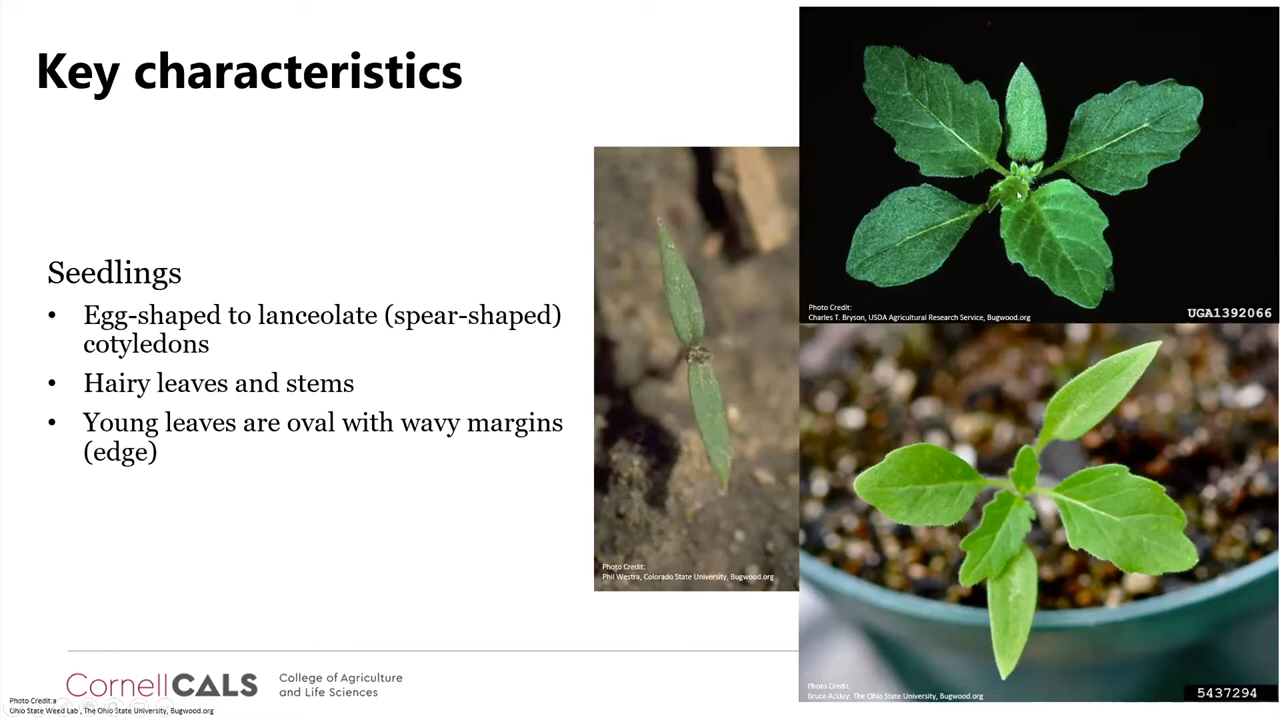 Key characteristics
Seedlings
• Egg-shaped to lanceolate (spear-shaped)
cotyledons
• Hairy leaves and stems
• Young leaves are oval with wavy margins
(edge)
Photo Credit:
Phil Westra, Colorado State University, Bugwood.org
Photo Credit:
Charles T. Bryson, USDA Agricultural Research Service, Bugwood.org
UGA1392066
Photo Credit:
Bruce Ackley, The Ohio State University, Bugwood.org
5437294
CornellCALS
College of Agriculture
and Life Sciences
Photo Credit:a
Ohio State Weed Lab , The Ohio State University, Bugwood.org